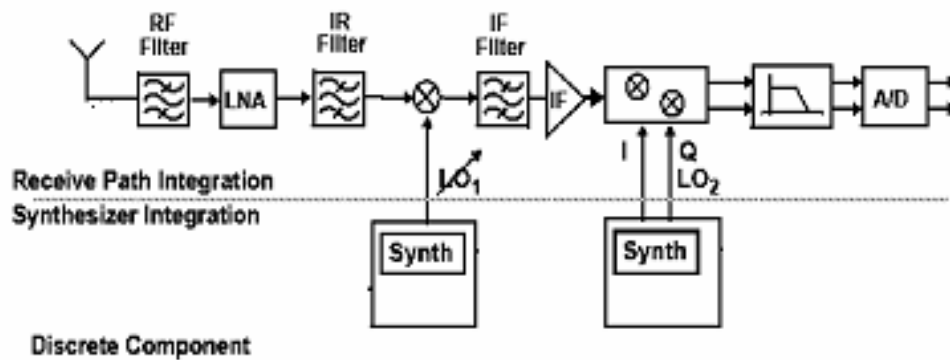 RF
Filter
IR
Filter
IF
Filter
LNA
IF
A/D
I
Q
LO1
LO2
Receive Path Integration
Synthesizer Integration
Synth
Synth
Discrete Component